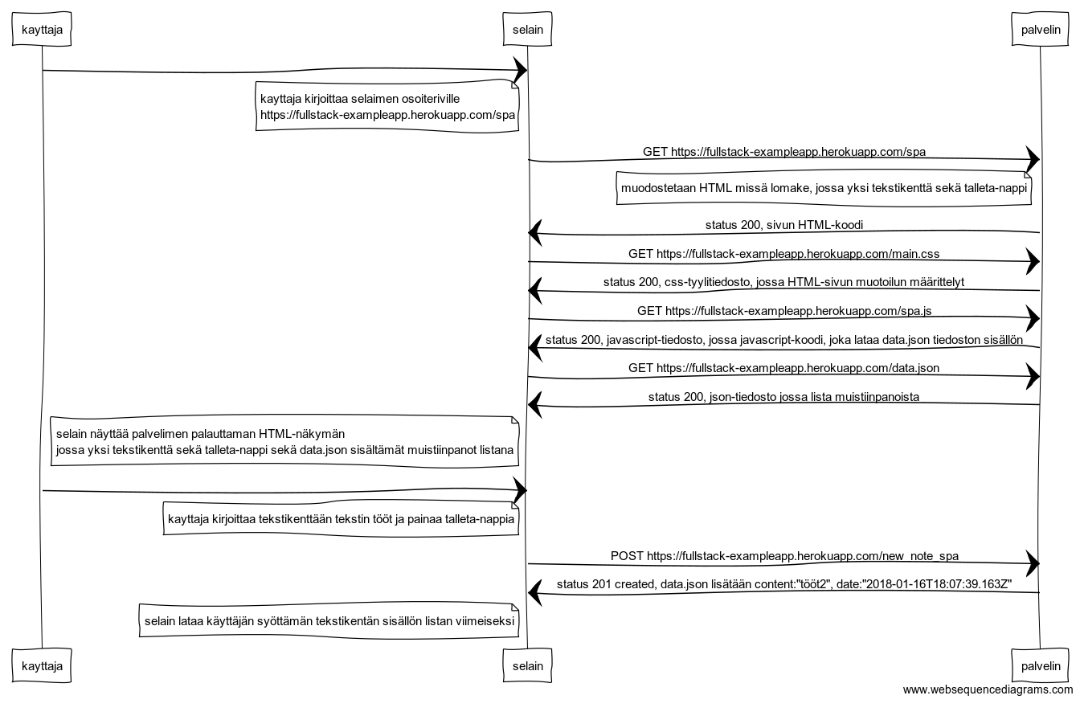 kayttaja
selain
palvelin
kayttaja kirjoittaa selaimen osoiteriville
https://fullstack-exampleapp.herokuapp.com/spa
GET https://fullstack-exampleapp.herokuapp.com/spa
muodostetaan HTML missä lomake, jossa yksi tekstikenttä sekä talleta-nappi
status 200, sivun HTML-koodi
GET https://fullstack-exampleapp.herokuapp.com/main.css
status 200, css-tyylitiedosto, jossa HTML-sivun muotoilun määrittelyt
GET https://fullstack-exampleapp.herokuapp.com/spa.js
status 200, javascript-tiedosto, jossa javascript-koodi, joka lataa data.json tiedoston sisällön
GET https://fullstack-exampleapp.herokuapp.com/data.json
status 200, json-tiedosto jossa lista muistiinpanoista
selain näyttää palvelimen palauttaman HTML-näkymän
jossa yksi tekstikenttä sekä talleta-nappi sekä data.json sisältämät muistiinpanot listana
kayttaja kirjoittaa tekstikenttään tekstin tööt ja painaa talleta-nappia
POST https://fullstack-exampleapp.herokuapp.com/new_note_spa
status 201 created, data.json lisätään content:"tööt2", date:"2018-01-16T18:07:39.163Z"
selain lataa käyttäjän syöttämän tekstikentän sisällön listan viimeiseksi
kayttaja
selain
palvelin
www.websequencediagrams.com